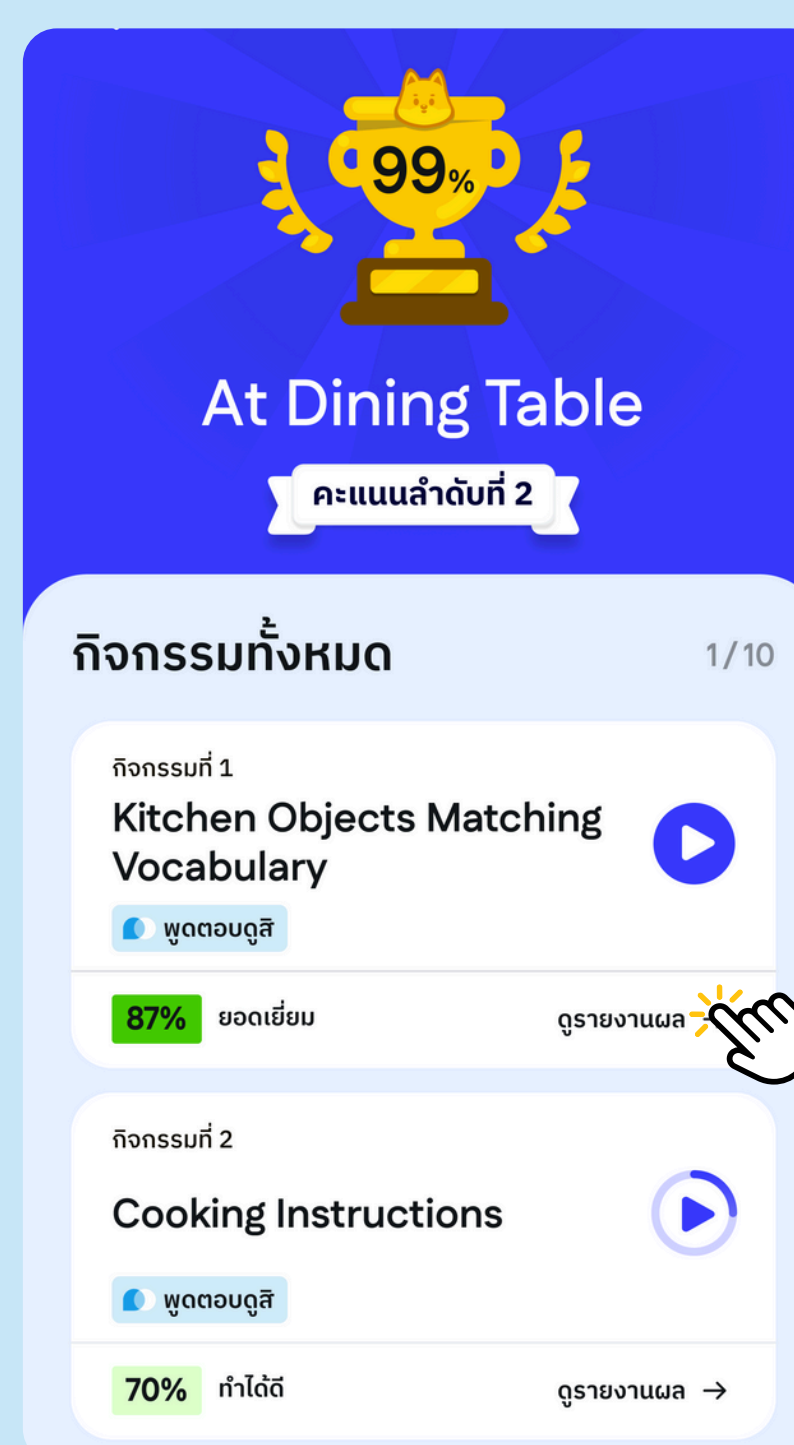 99%
At Dining Table
คะแนนลำดับที่ 2
กิจกรรมทั้งหมด
1/10
กิจกรรมที่ 1
Kitchen Objects Matching
Vocabulary
พูดตอบดูสิ
87% ยอดเยี่ยม
ดูรายงานผล
กิจกรรมที่ 2
Cooking Instructions
พูดตอบดูสิ
70% ทำได้ดี
ดูรายงานผล →